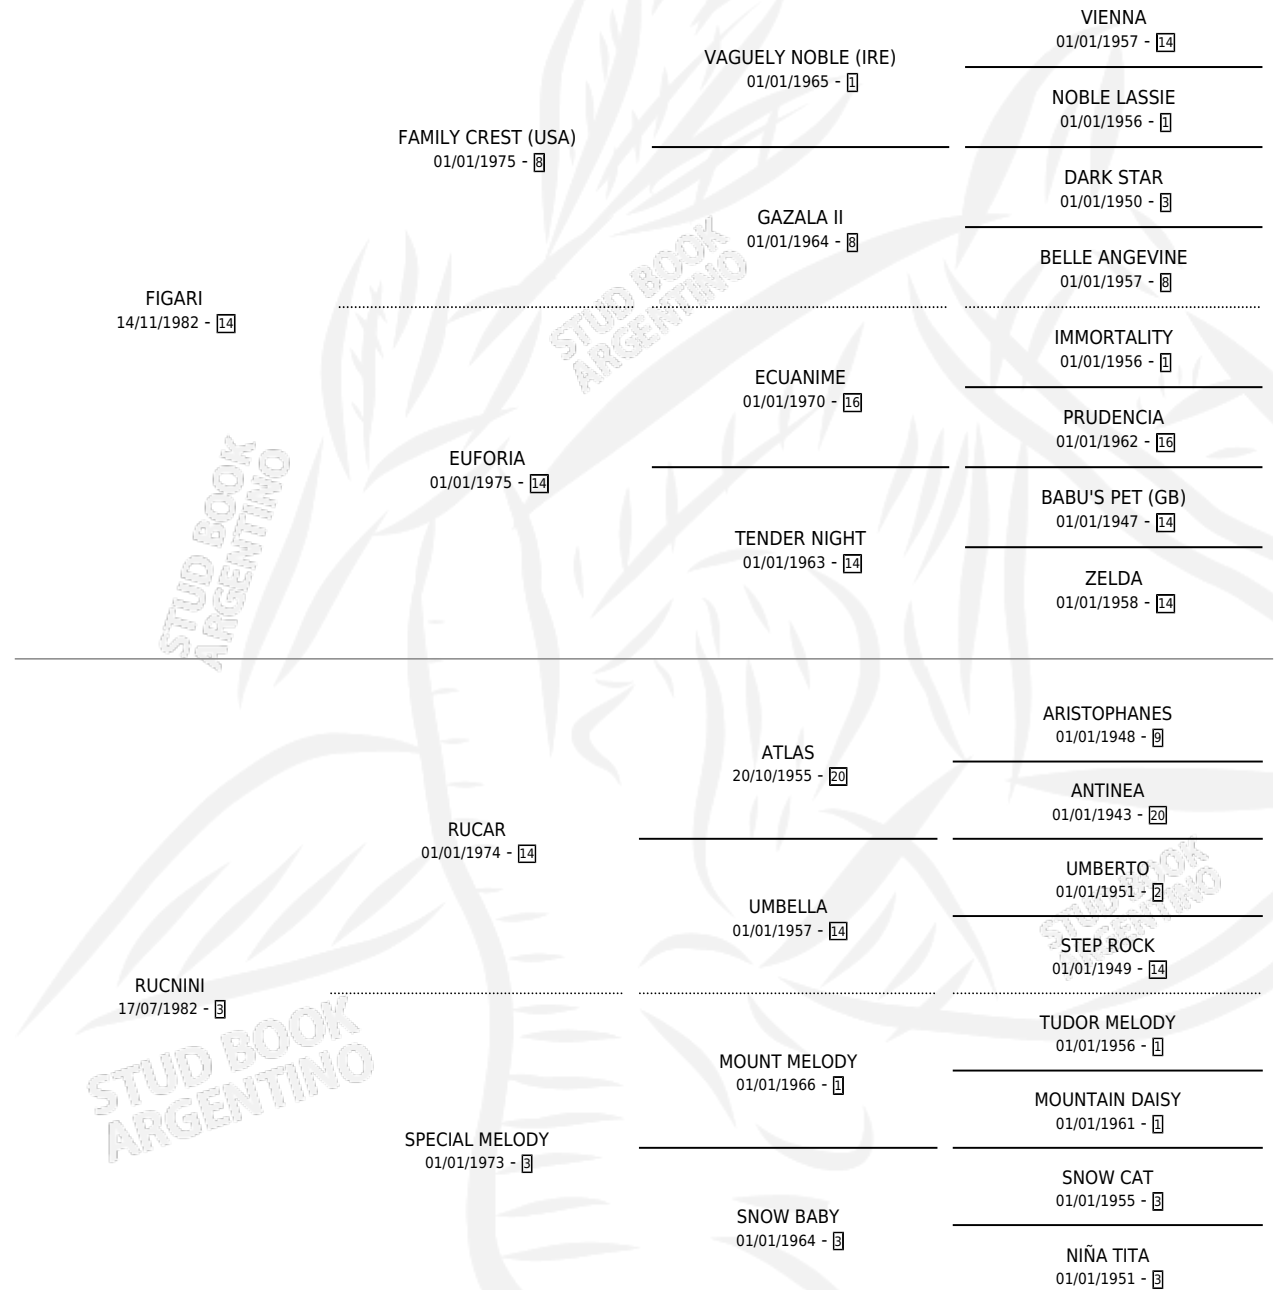 VIENNA
01/01/1957 - 14
VAGUELY NOBLE (IRE)
01/01/1965 - 1
NOBLE LASSIE
01/01/1956 - 1
FAMILY CREST (USA)
01/01/1975 - 8
DARK STAR
01/01/1950 - 3
GAZALA II
01/01/1964 - 8
BELLE ANGEVINE
01/01/1957 - 8
FIGARI
14/11/1982 - 14
IMMORTALITY
01/01/1956 - 1
ECUANIME
01/01/1970 - 16
PRUDENCIA
01/01/1962 - 16
EUFORIA
01/01/1975 - 14
BABU'S PET (GB)
01/01/1947 - 14
TENDER NIGHT
01/01/1963 - 14
ZELDA
01/01/1958 - 14
STUD BOOK
ARGENTINO
STUD BOOK
ARGENTINO
ARISTOPHANES
01/01/1948 - 9
ATLAS
20/10/1955 - 20
ANTINEA
01/01/1943 - 20
RUCAR
01/01/1974 - 14
UMBERTO
01/01/1951 - 2
UMBELLA
01/01/1957 - 14
STEP ROCK
01/01/1949 - 14
STUD BOOK
ARGENTINO
RUCNINI
17/07/1982 - 3
TUDOR MELODY
01/01/1956 - 1
MOUNT MELODY
01/01/1966 - 1
MOUNTAIN DAISY
01/01/1961 - 1
SPECIAL MELODY
01/01/1973 - 3
SNOW CAT
01/01/1955 - 3
SNOW BABY
01/01/1964 - 3
NIÑA TITA
01/01/1951 - 3
STUD BOOK
ARGENTINO